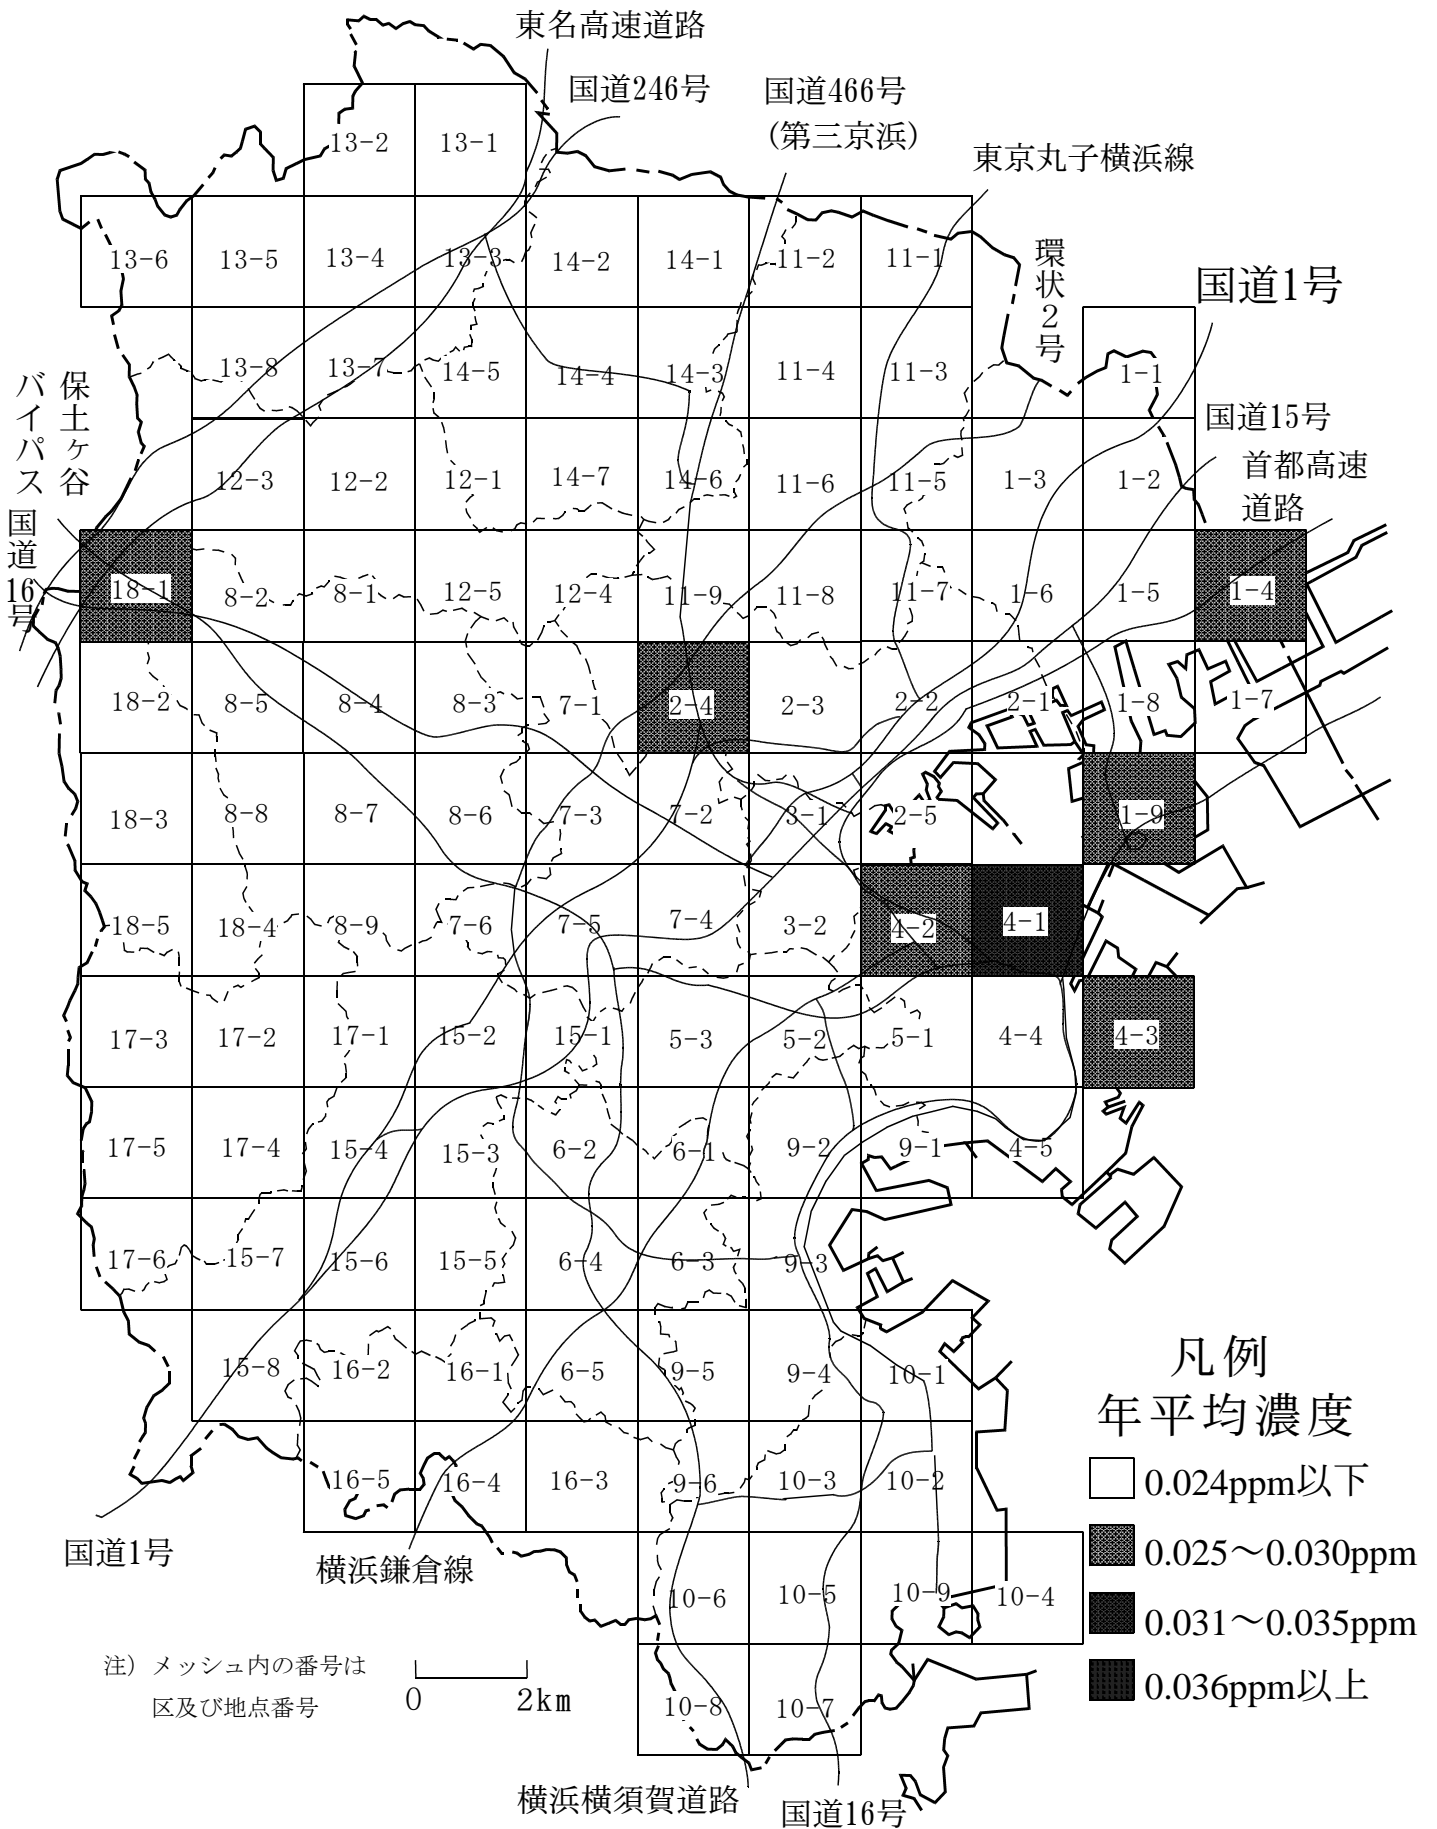 東名高速道路
国道246号
国道466号
(第三京浜)
東京丸子横浜線
環状2号
国道1号
国道15号
首都高速
道路
保土ヶ谷
バイパス
国道16号
13-2 13-1
13-6 13-5 13-4 13-3 14-2 14-1 11-2 11-1
13-8 13-7 14-5 14-4 14-3 11-4 11-3 1-1
12-3 12-2 12-1 14-7 14-6 11-6 11-5 1-3 1-2
18-1 8-2 8-1 12-5 12-4 11-9 11-8 11-7 1-6 1-5 1-4
18-2 8-5 8-4 8-3 7-1 2-4 2-3 2-2 2-1 1-8 1-7
18-3 8-8 8-7 8-6 7-3 7-2 3-1 2-5 1-9
18-5 18-4 8-9 7-6 7-5 7-4 3-2 4-2 4-1
17-3 17-2 17-1 15-2 15-1 5-3 5-2 5-1 4-4 4-3
17-5 17-4 15-4 15-3 6-2 6-1 9-2 9-1 4-5
17-6 15-7 15-6 15-5 6-4 6-3 9-3
15-8 16-2 16-1 6-5 9-5 9-4 10-1
16-5 16-4 16-3 9-6 10-3 10-2
10-6 10-5 10-9 10-4
10-8 10-7
国道1号
横浜鎌倉線
横浜横須賀道路
国道16号
注) メッシュ内の番号は
区及び地点番号
0 2km
凡例
年平均濃度
0.024ppm以下
0.025～0.030ppm
0.031～0.035ppm
0.036ppm以上